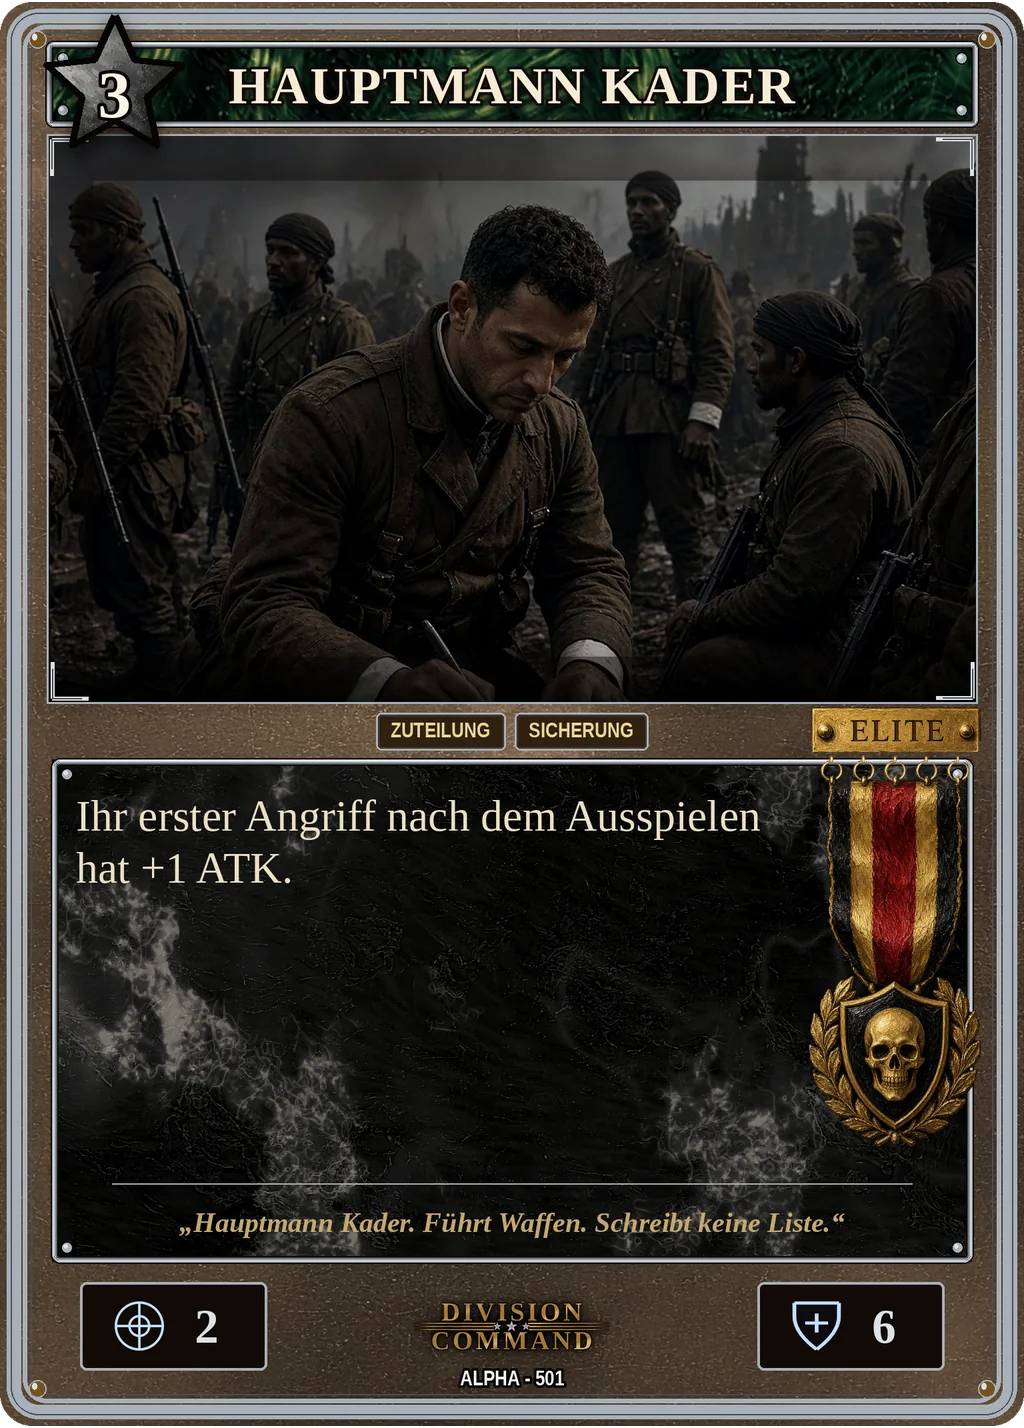 3
HAUPTMANN KADER
ZUTEILUNG
SICHERUNG
ELITE
Ihr erster Angriff nach dem Ausspielen
hat +1 ATK.
„Hauptmann Kader. Führt Waffen. Schreibt keine Liste.“
2
DIVISION
COMMAND
6
ALPHA - 501